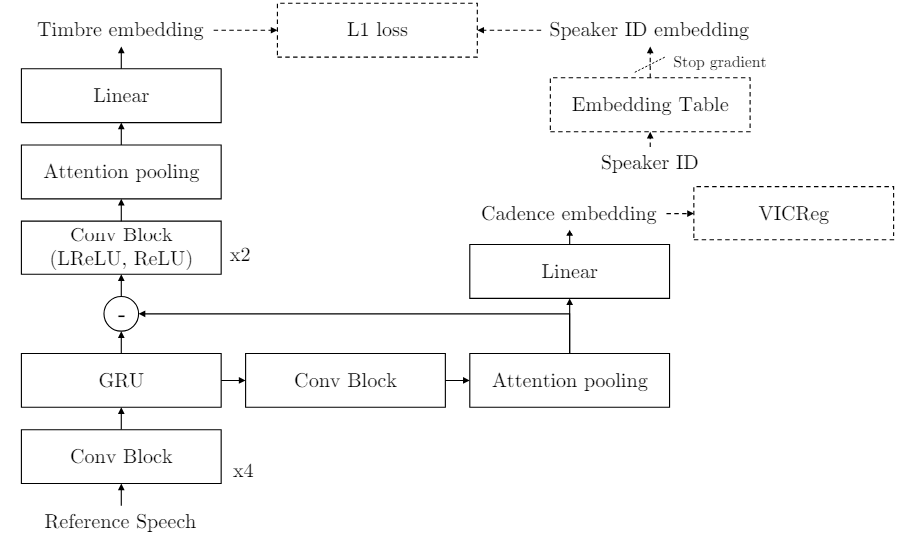 Timbre embedding
L1 loss
Speaker ID embedding
Stop gradient
Linear
Embedding Table
Attention pooling
Speaker ID
Cadence embedding
VICReg
Conv Block
(LReLU, ReLU)
x2
Linear
-
GRU
Conv Block
Attention pooling
Conv Block
x4
Reference Speech